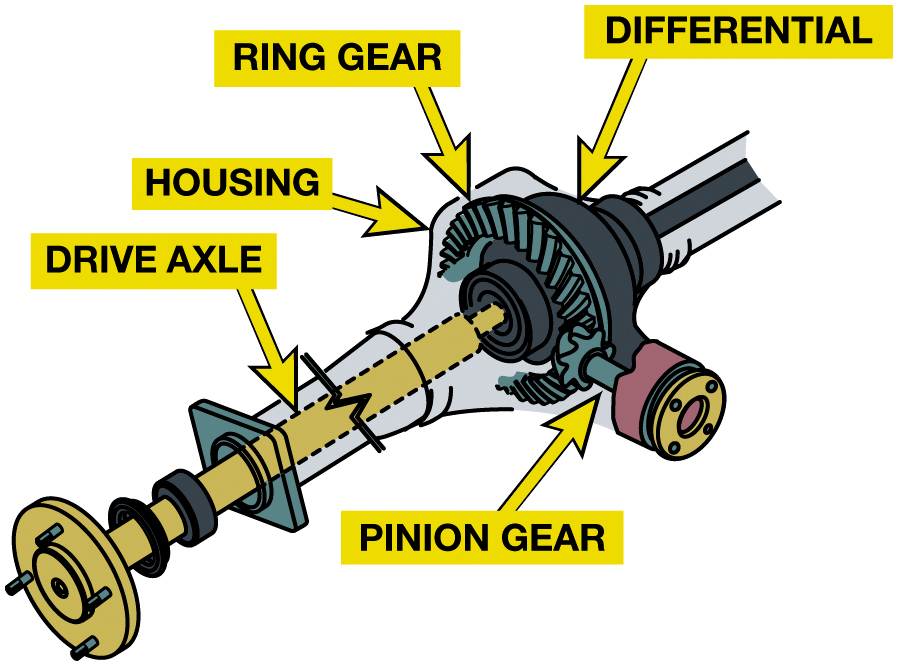 DIFFERENTIAL
RING GEAR
HOUSING
DRIVE AXLE
PINION GEAR